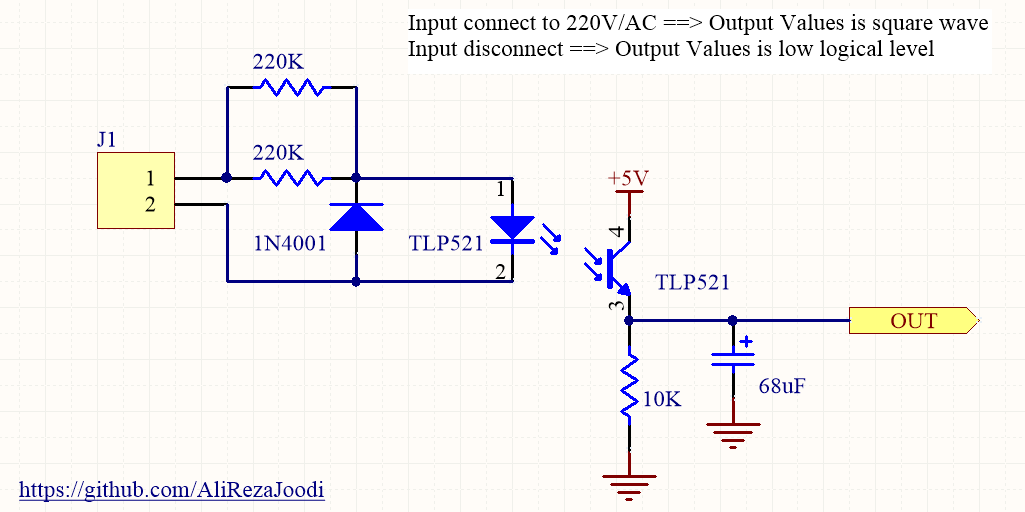 Input connect to 220V/AC ==> Output Values is square wave
Input disconnect ==> Output Values is low logical level
220K
J1
220K
1
2
1N4001
1
TLP521
2
+5V
4
TLP521
3
OUT
+
10K
68uF
https://github.com/AliRezaJoodi